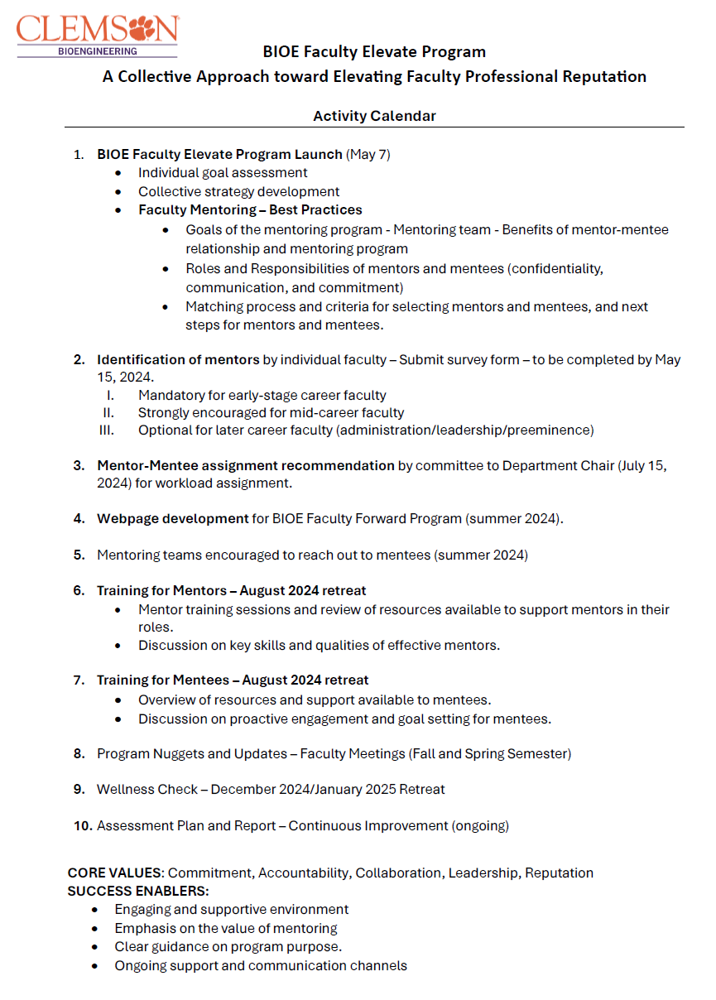 CLEMSON
BIOENGINEERING
BIOE Faculty Elevate Program
A Collective Approach toward Elevating Faculty Professional Reputation
Activity Calendar
1. BIOE Faculty Elevate Program Launch (May 7)
• Individual goal assessment
• Collective strategy development
• Faculty Mentoring – Best Practices
• Goals of the mentoring program - Mentoring team - Benefits of mentor-mentee
relationship and mentoring program
• Roles and Responsibilities of mentors and mentees (confidentiality,
communication, and commitment)
• Matching process and criteria for selecting mentors and mentees, and next
steps for mentors and mentees.
2. Identification of mentors by individual faculty – Submit survey form – to be completed by May
15, 2024.
I. Mandatory for early-stage career faculty
II. Strongly encouraged for mid-career faculty
III. Optional for later career faculty (administration/leadership/preeminence)
3. Mentor-Mentee assignment recommendation by committee to Department Chair (July 15,
2024) for workload assignment.
4. Webpage development for BIOE Faculty Forward Program (summer 2024).
5. Mentoring teams encouraged to reach out to mentees (summer 2024)
6. Training for Mentors – August 2024 retreat
• Mentor training sessions and review of resources available to support mentors in their
roles.
• Discussion on key skills and qualities of effective mentors.
7. Training for Mentees – August 2024 retreat
• Overview of resources and support available to mentees.
• Discussion on proactive engagement and goal setting for mentees.
8. Program Nuggets and Updates – Faculty Meetings (Fall and Spring Semester)
9. Wellness Check – December 2024/January 2025 Retreat
10. Assessment Plan and Report – Continuous Improvement (ongoing)
CORE VALUES: Commitment, Accountability, Collaboration, Leadership, Reputation
SUCCESS ENABLERS:
• Engaging and supportive environment
• Emphasis on the value of mentoring
• Clear guidance on program purpose.
• Ongoing support and communication channels